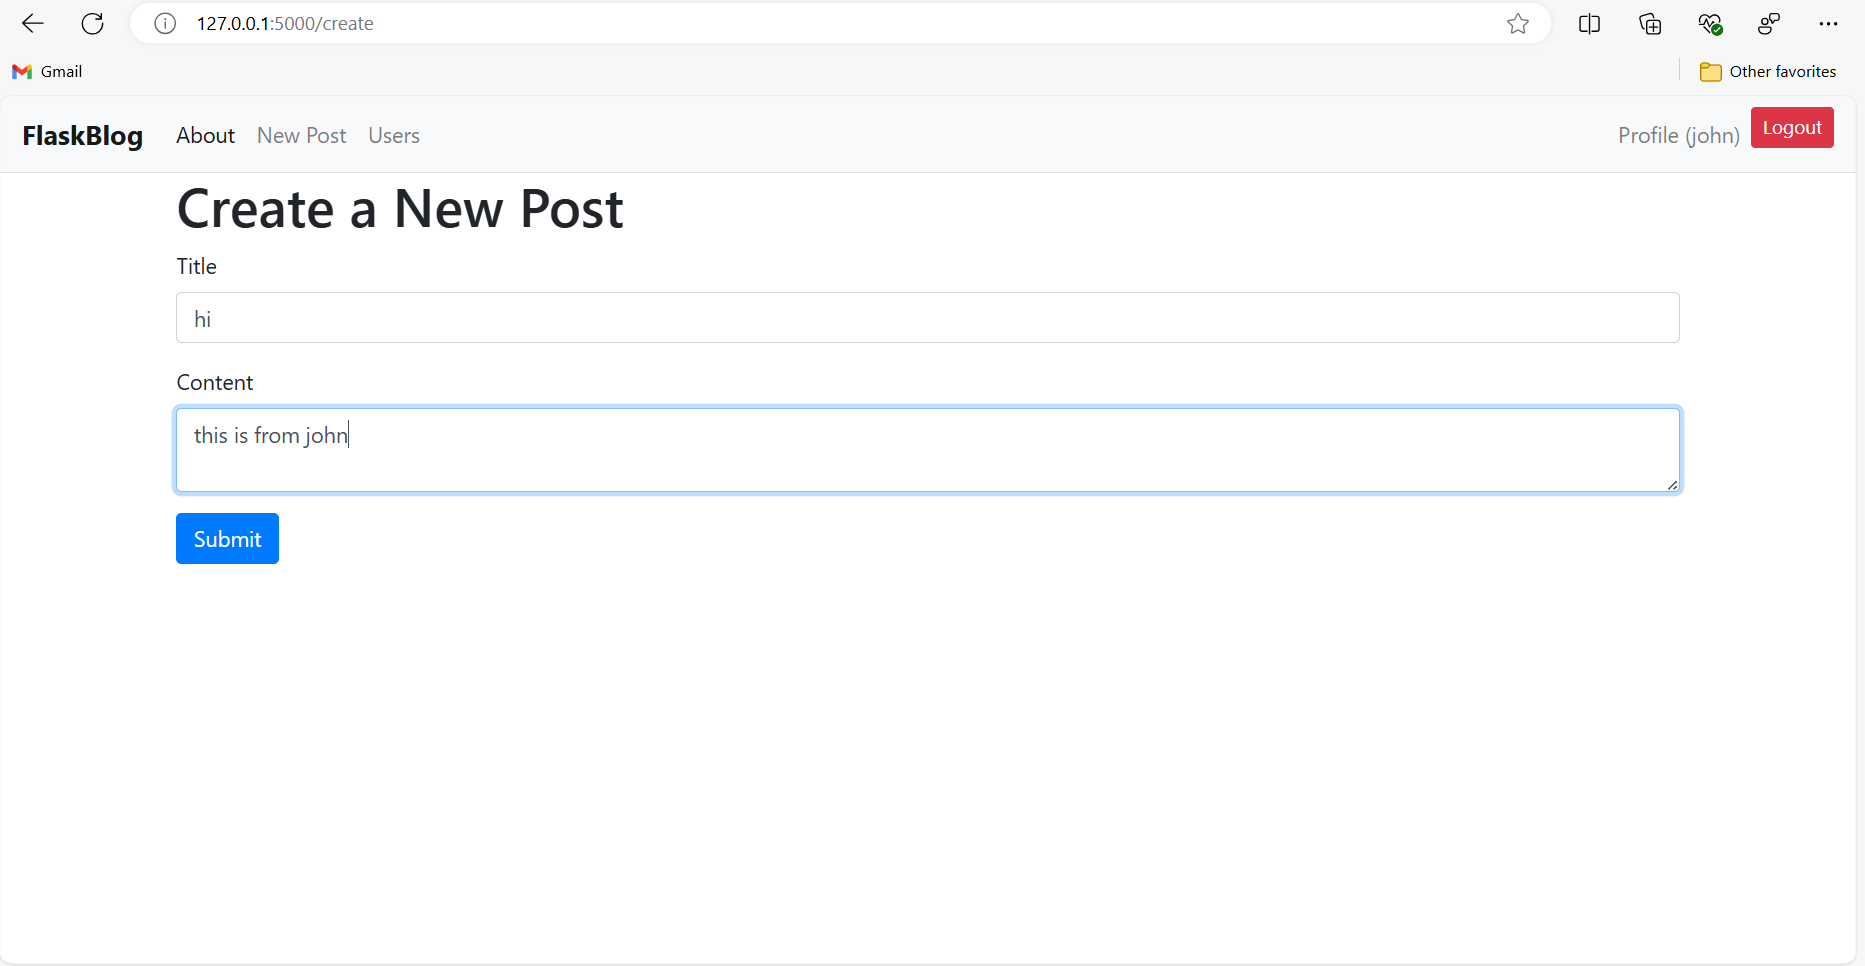 127.0.0.1:5000/create
Gmail
Other favorites
FlaskBlog About New Post Users Profile (john) Logout
Create a New Post
Title
hi
Content
this is from john
Submit